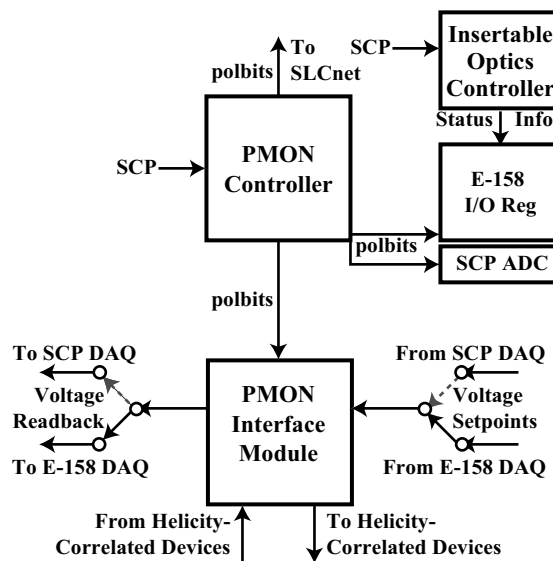 To
SLCnet
polbits
SCP
Insertable
Optics
Controller
Status Info
SCP
PMON
Controller
E-158
I/O Reg
polbits
SCP ADC
polbits
To SCP DAQ
Voltage
Readback
To E-158 DAQ
PMON
Interface
Module
From SCP DAQ
Voltage
Setpoints
From E-158 DAQ
From Helicity-
Correlated Devices
To Helicity-
Correlated Devices